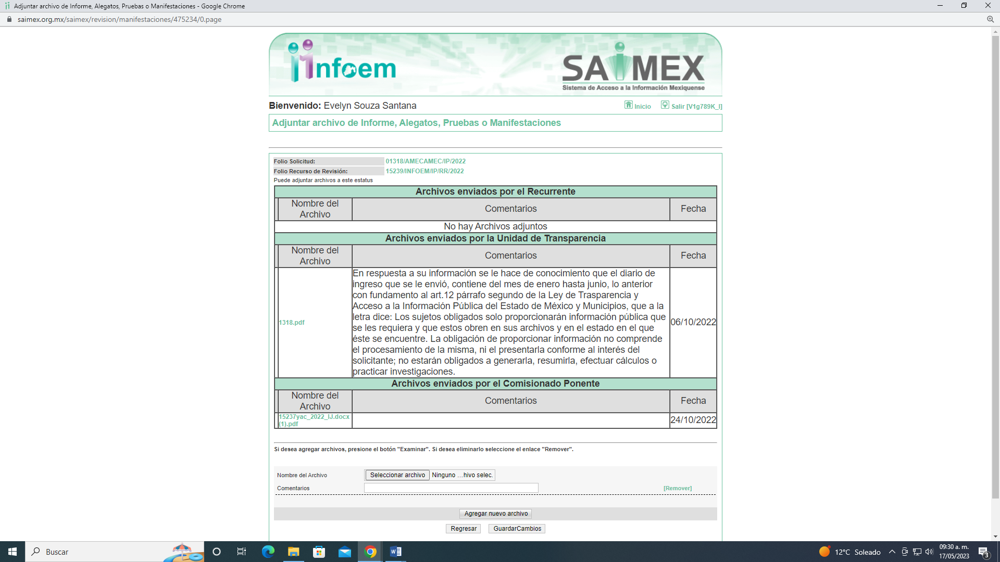 Adjuntar archivo de Informe, Alegatos, Pruebas o Manifestaciones - Google Chrome
saimex.org.mx/saimex/revision/manifestaciones/475234/0.page
infoem
SAIMEX
Sistema de Acceso a la Información Mexiquense
Bienvenido: Evelyn Souza Santana
Inicio
Salir [V1g789K_I]
Adjuntar archivo de Informe, Alegatos, Pruebas o Manifestaciones
Folio Solicitud: 01318/AMECAMEC/IP/2022
Folio Recurso de Revisión: 15239/INFOEM/IP/RR/2022
Puede adjuntar archivos a este estatus
Archivos enviados por el Recurrente
Nombre del
Archivo
Comentarios
Fecha
No hay Archivos adjuntos
Archivos enviados por la Unidad de Transparencia
Nombre del
Archivo
Comentarios
Fecha
1318.pdf
En respuesta a su información se le hace de conocimiento que el diario de
ingreso que se le envió, contiene del mes de enero hasta junio, lo anterior
con fundamento al art.12 párrafo segundo de la Ley de Trasparencia y
Acceso a la Información Pública del Estado de México y Municipios, que a la
letra dice: Los sujetos obligados solo proporcionarán información pública que
se les requiera y que estos obren en sus archivos y en el estado en el que
éste se encuentre. La obligación de proporcionar información no comprende
el procesamiento de la misma, ni el presentarla conforme al interés del
solicitante; no estarán obligados a generarla, resumirla, efectuar cálculos o
practicar investigaciones.
06/10/2022
Archivos enviados por el Comisionado Ponente
Nombre del
Archivo
Comentarios
Fecha
15237yac_2022_IJ.docx
(1).pdf
24/10/2022
Si desea agregar archivos, presione el botón "Examinar". Si desea eliminarlo seleccione el enlace "Remover".
Nombre del Archivo
Seleccionar archivo Ninguno ...hivo selec.
Comentarios
[Remover]
Agregar nuevo archivo
Regresar
GuardarCambios
Buscar
12°C Soleado
09:30 a. m.
17/05/2023
3